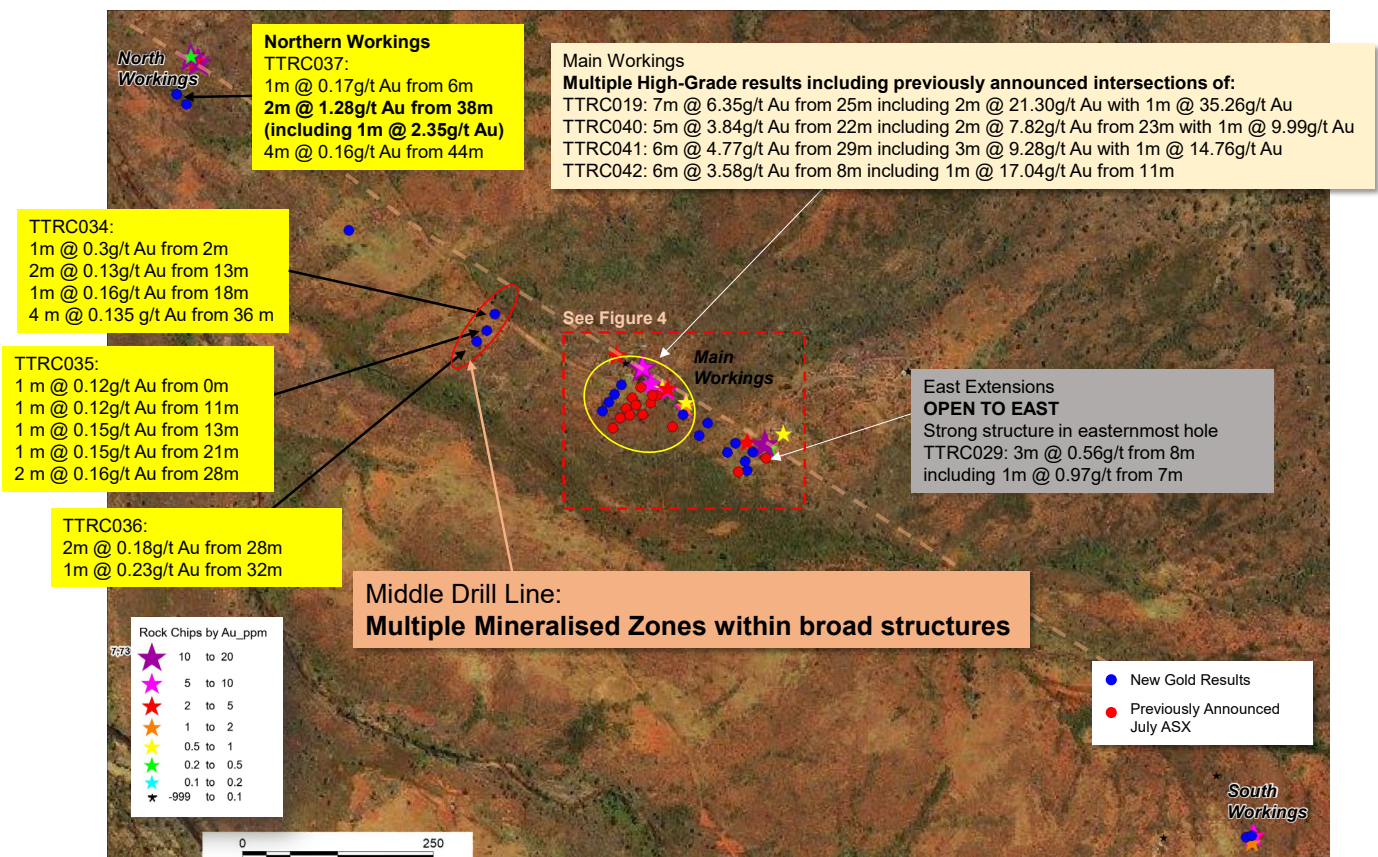 North
Workings
Northern Workings
TTRC037:
1m @ 0.17g/t Au from 6m
2m @ 1.28g/t Au from 38m
(including 1m @ 2.35g/t Au)
4m @ 0.16g/t Au from 44m
Main Workings
Multiple High-Grade results including previously announced intersections of:
TTRC019: 7m @ 6.35g/t Au from 25m including 2m @ 21.30g/t Au with 1m @ 35.26g/t Au
TTRC040: 5m @ 3.84g/t Au from 22m including 2m @ 7.82g/t Au from 23m with 1m @ 9.99g/t Au
TTRC041: 6m @ 4.77g/t Au from 29m including 3m @ 9.28g/t Au with 1m @ 14.76g/t Au
TTRC042: 6m @ 3.58g/t Au from 8m including 1m @ 17.04g/t Au from 11m
TTRC034:
1m @ 0.3g/t Au from 2m
2m @ 0.13g/t Au from 13m
1m @ 0.16g/t Au from 18m
4 m @ 0.135 g/t Au from 36 m
See Figure 4
Main
Workings
TTRC035:
1 m @ 0.12g/t Au from 0m
1 m @ 0.12g/t Au from 11m
1 m @ 0.15g/t Au from 13m
1 m @ 0.15g/t Au from 21m
2 m @ 0.16g/t Au from 28m
East Extensions
OPEN TO EAST
Strong structure in easternmost hole
TTRC029: 3m @ 0.56g/t from 8m
including 1m @ 0.97g/t from 7m
TTRC036:
2m @ 0.18g/t Au from 28m
1m @ 0.23g/t Au from 32m
Middle Drill Line:
Multiple Mineralised Zones within broad structures
Rock Chips by Au_ppm
10 to 20
5 to 10
2 to 5
1 to 2
0.5 to 1
0.2 to 0.5
0.1 to 0.2
-999 to 0.1
New Gold Results
Previously Announced
July ASX
South
Workings
0 250